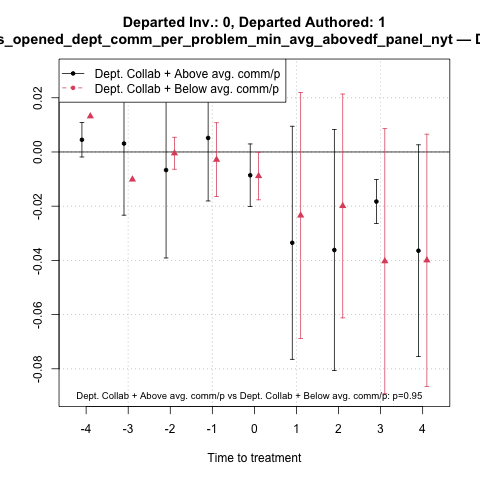 Departed Inv.: 0, Departed Authored: 1
s_opened_dept_comm_per_problem_min_avg_abovedf_panel_nyt — D
Dept. Collab + Above avg. comm/p
Dept. Collab + Below avg. comm/p
0.02
0.00
-0.02
-0.04
-0.06
-0.08
Dept. Collab + Above avg. comm/p vs Dept. Collab + Below avg. comm/p: p=0.95
-4 -3 -2 -1 0 1 2 3 4
Time to treatment